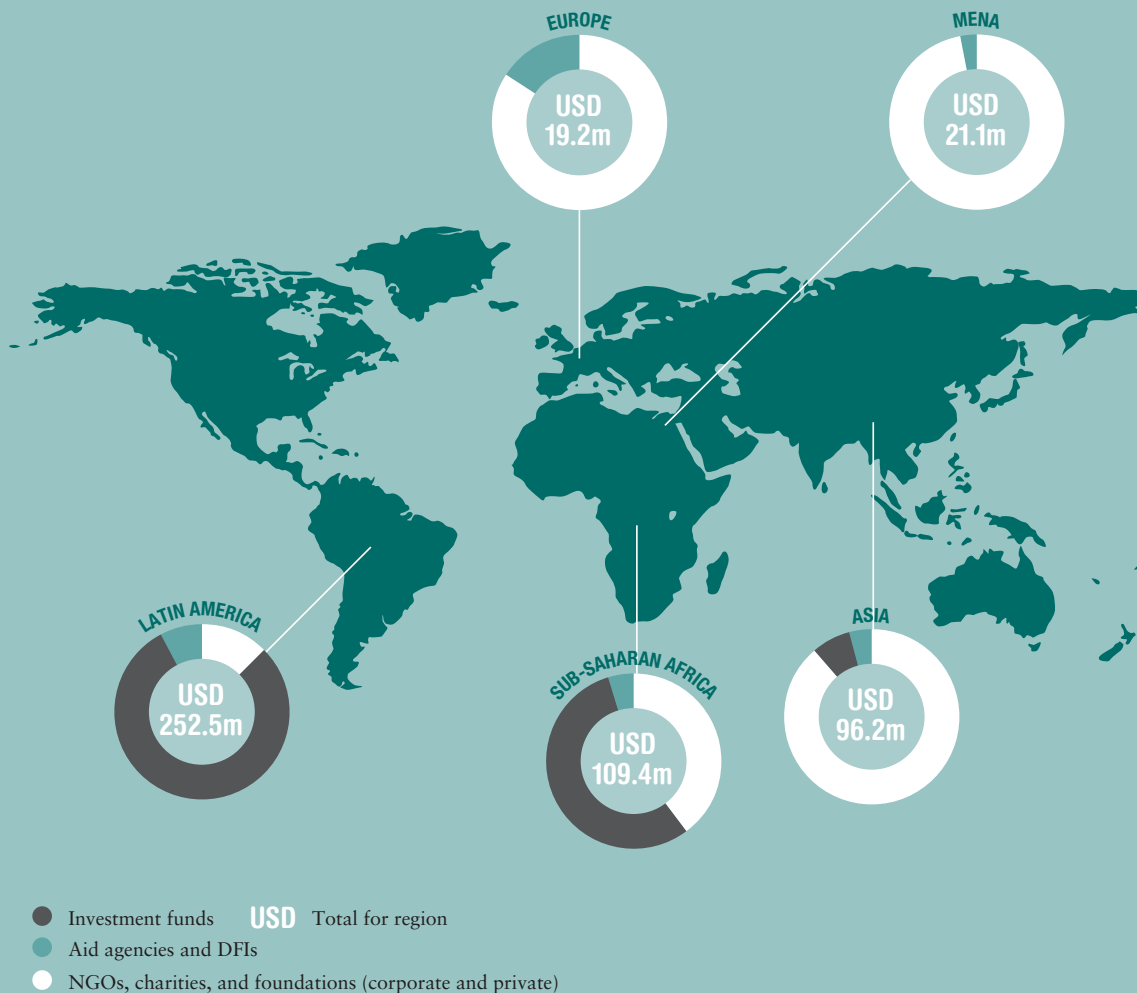 EUROPE
USD
19.2m
MENA
USD
21.1m
LATIN AMERICA
USD
252.5m
SUB-SAHARAN AFRICA
USD
109.4m
ASIA
USD
96.2m
Investment funds USD Total for region
Aid agencies and DFIs
NGOs, charities, and foundations (corporate and private)